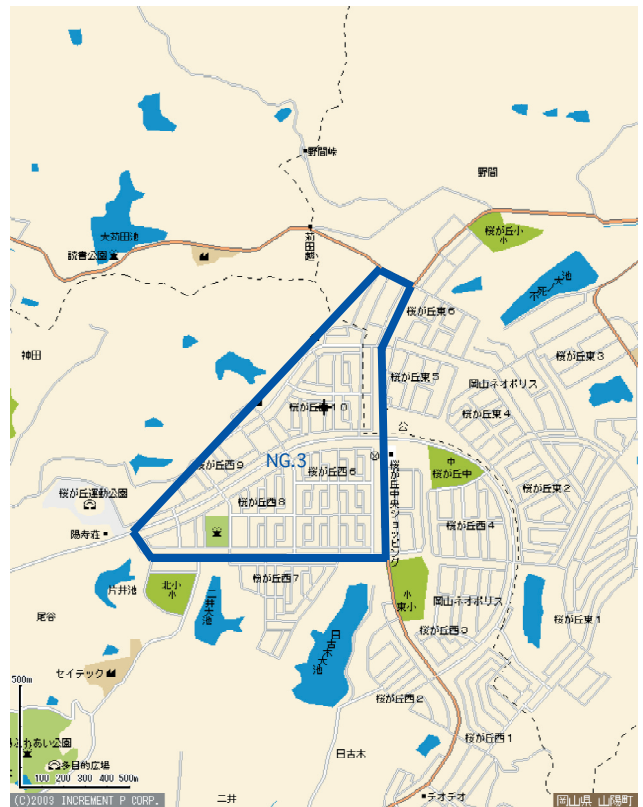 野間峠
野間
苅田越
桜が丘小
小
大苅田池
読書公園
不死ノ大池
桜が丘東6
神田
桜が丘東3
桜が丘東5
岡山ネオポリス
桜が丘西10
桜が丘東4
公
中
桜が丘中
NG.3
桜が丘西9
桜が丘西6
桜が丘中央ショッピング
桜が丘東2
桜が丘運動公園
桜が丘西8
桜が丘西4
陽寿荘
片井池
北小
小
二井大池
桜が丘西7
小
東小
岡山ネオポリス
尾谷
日古木大池
桜が丘東1
セイテック
桜が丘西2
500m
れあい公園
多目的広場
日古木
桜が丘西1
100 200 300 400 500m
二井
テオテオ
(C)2003 INCREMENT P CORP.
岡山県 山陽町